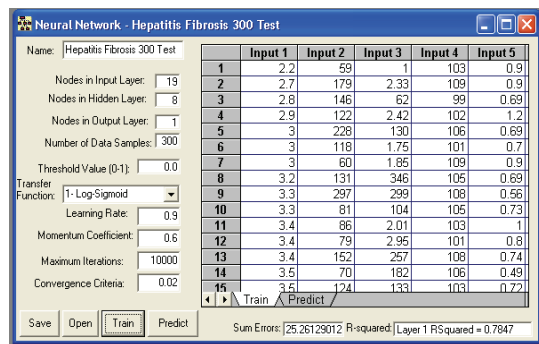 Neural Network - Hepatitis Fibrosis 300 Test
Name: Hepatitis Fibrosis 300 Test
Nodes in Input Layer: 19
Nodes in Hidden Layer: 8
Nodes in Output Layer: 1
Number of Data Samples: 300
Threshold Value (0-1): 0.0
Transfer Function: 1- Log-Sigmoid
Learning Rate: 0.9
Momentum Coefficient: 0.6
Maximum Iterations: 10000
Convergence Criteria: 0.02
Input 1 Input 2 Input 3 Input 4 Input 5
1 2.2 59 1 103 0.9
2 2.7 179 2.33 109 0.9
3 2.8 146 62 99 0.69
4 2.9 122 2.42 102 1.2
5 3 228 130 106 0.69
6 3 118 1.75 101 0.7
7 3 60 1.85 109 0.9
8 3.2 131 346 105 0.69
9 3.3 297 299 108 0.56
10 3.3 81 104 105 0.73
11 3.4 86 2.01 103 1
12 3.4 79 2.95 101 0.8
13 3.4 152 257 108 0.74
14 3.5 70 182 106 0.49
15 3.5 124 133 103 0.72
Train Predict
Save Open Train Predict
Sum Errors: 25.26129012 R-squared: Layer 1 RSquared = 0.7847